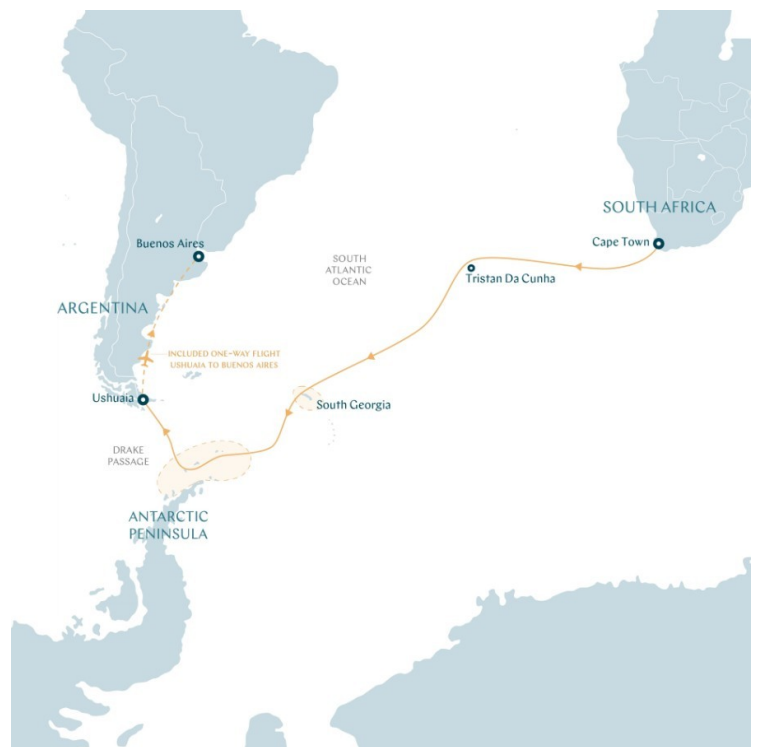 SOUTH AFRICA
Cape Town
Buenos Aires
SOUTH
ATLANTIC
OCEAN
Tristan Da Cunha
ARGENTINA
INCLUDED ONE-WAY FLIGHT
USHUAIA TO BUENOS AIRES
Ushuaia
South Georgia
DRAKE
PASSAGE
ANTARCTIC
PENINSULA